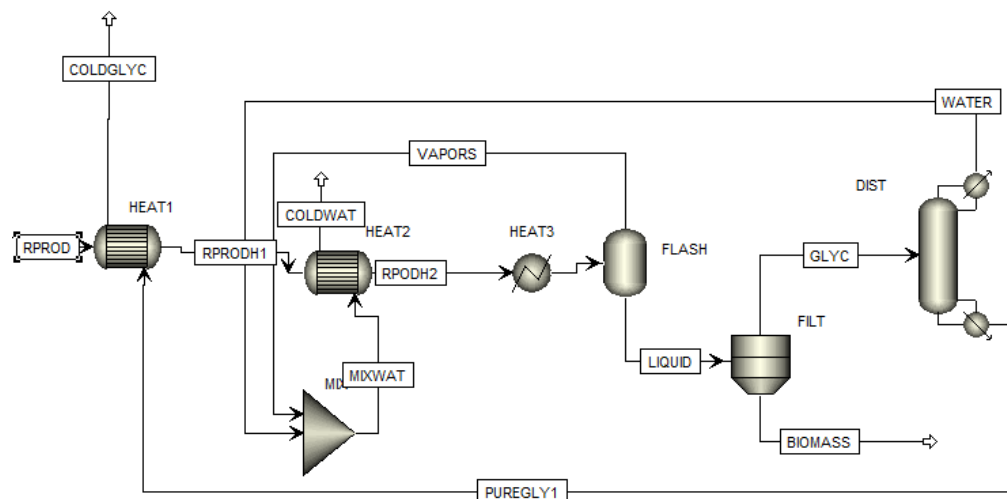 COLDGLYC
WATER
VAPORS
DIST
HEAT1
COLDWAT
HEAT2
HEAT3
FLASH
RPROD
RPRODH1
RPODH2
GLYC
FILT
LIQUID
MIXWAT
BIOMASS
PUREGLY1